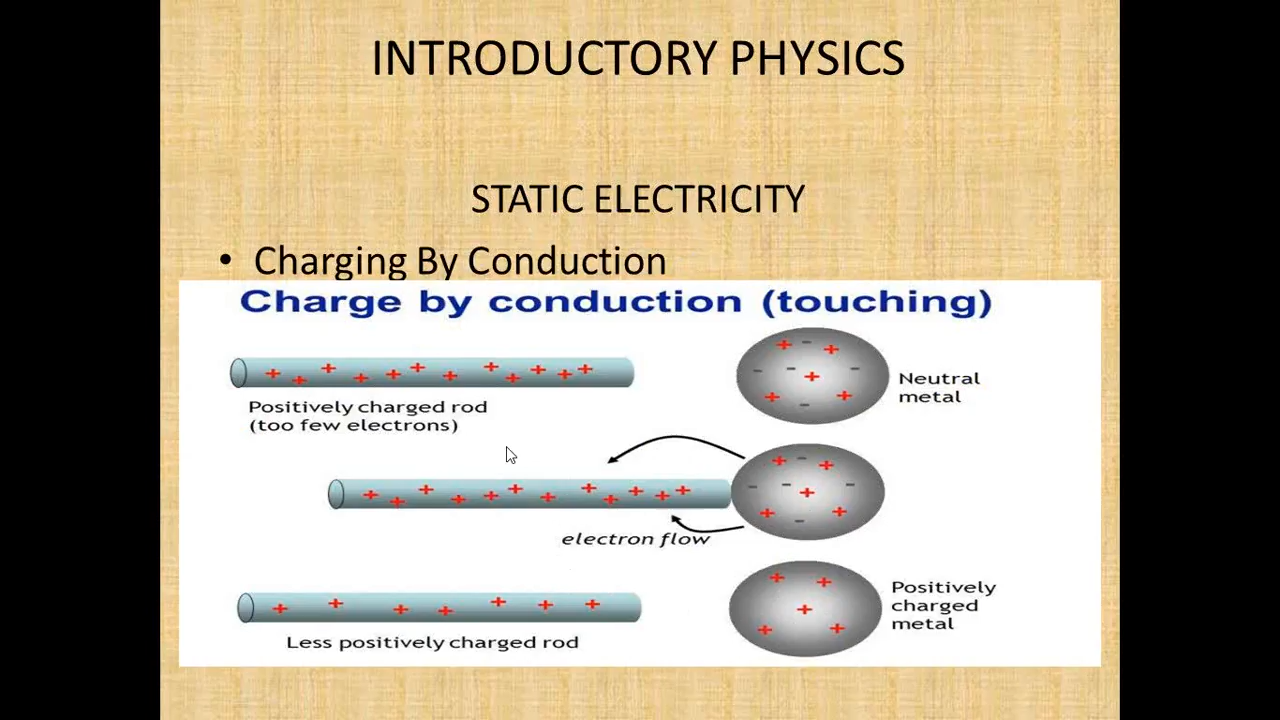 INTRODUCTORY PHYSICS
STATIC ELECTRICITY
• Charging By Conduction
Charge by conduction (touching)
Positively charged rod
(too few electrons)
Neutral
metal
electron flow
Less positively charged rod
Positively
charged
metal